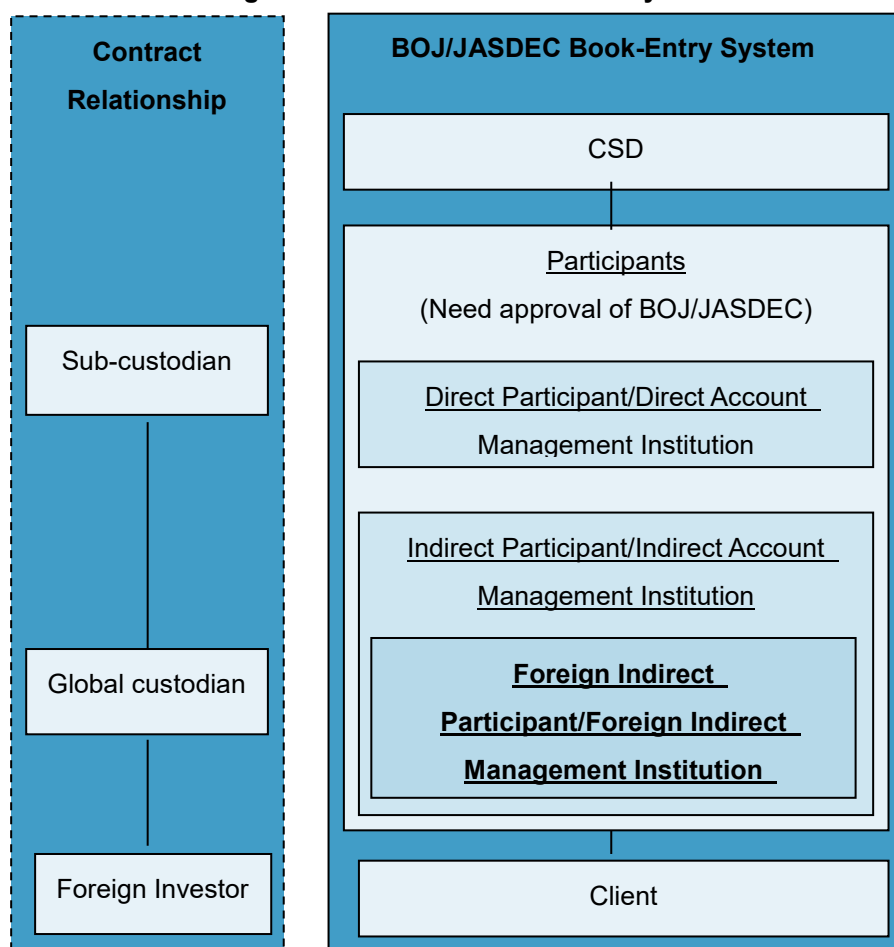 Contract
Relationship
Sub-custodian
Global custodian
Foreign Investor
BOJ/JASDEC Book-Entry System
CSD
Participants
(Need approval of BOJ/JASDEC)
Direct Participant/Direct Account
Management Institution
Indirect Participant/Indirect Account
Management Institution
Foreign Indirect
Participant/Foreign Indirect
Management Institution
Client